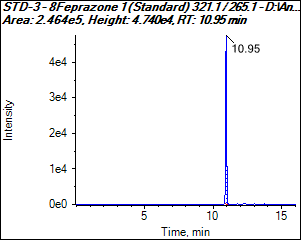 STD-3 - 8Feprazone 1 (Standard) 321.1 / 265.1 - D:\An...
Area: 2.464e5, Height: 4.740e4, RT: 10.95 min
10.95
4e4
3e4
2e4
1e4
0e0
Intensity
5
10
15
Time, min